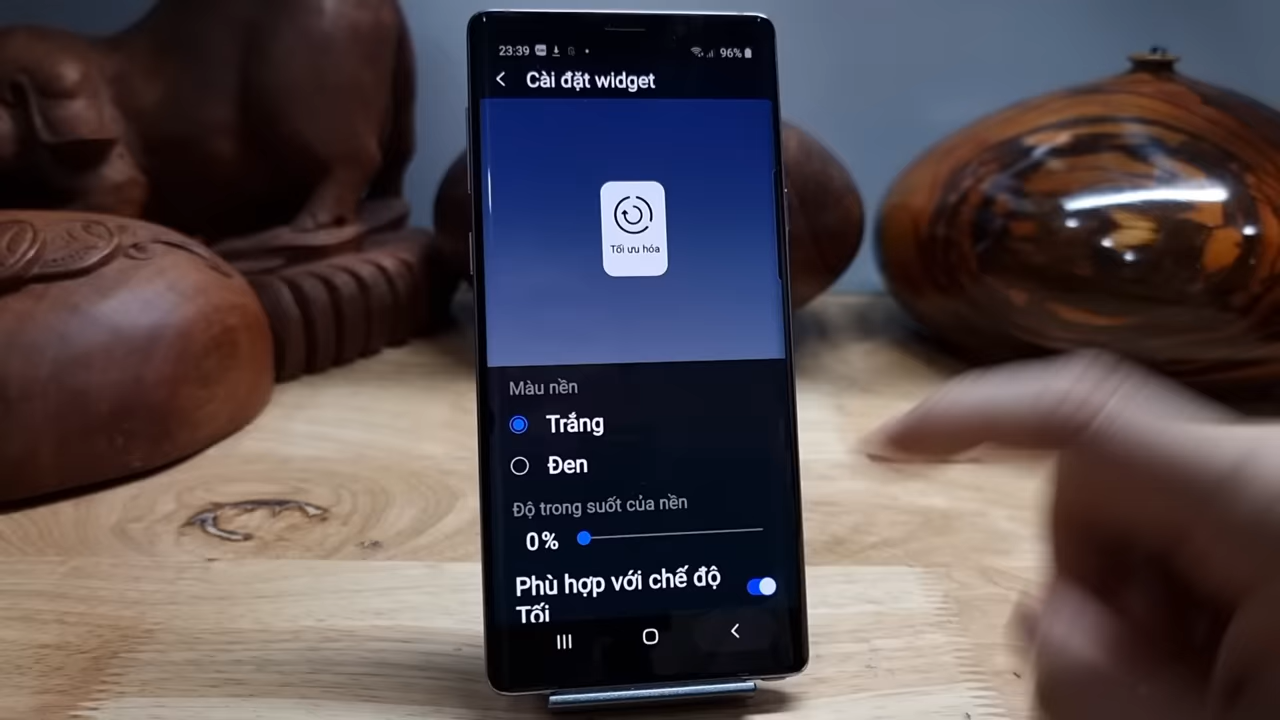 23:39 96%
Cài đặt widget
Tối ưu hóa
Màu nền
Trắng
Đen
Độ trong suốt của nền
0%
Phù hợp với chế độ
Tối